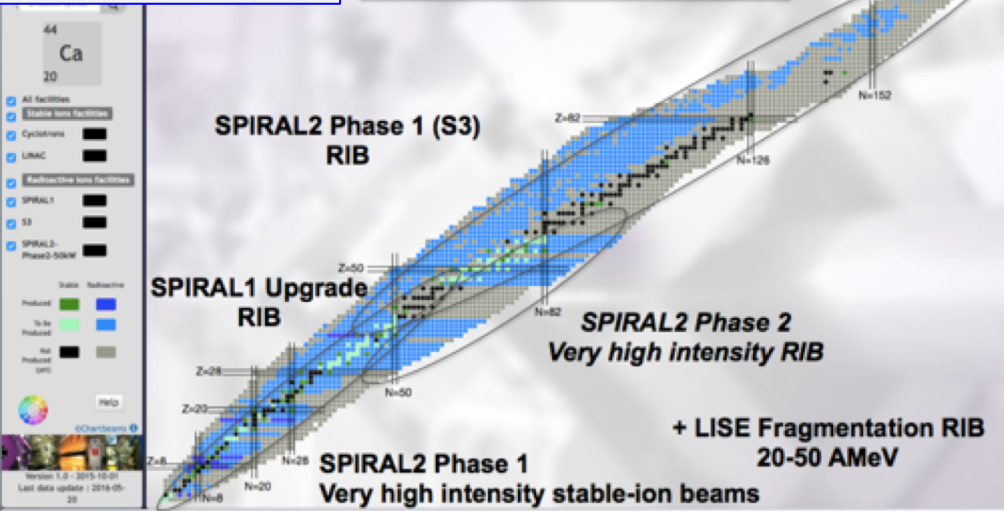 44
Ca
20
All facilities
Stable ions facilities
Cyclotrons
LINAC
Radioactive ions facilities
SPIRAL1
S3
SPIRAL2-
Phase2-50kW
Stable Radioactive
Produced
To Be
Produced
Not
Produced
(yet)
Help
©Chartbeams
Version 1.0 - 2015-10-01
Last data update : 2016-05-
20
N=152
SPIRAL2 Phase 1 (S3)
RIB
Z=82
N=126
Z=50
SPIRAL1 Upgrade
RIB
N=82
SPIRAL2 Phase 2
Very high intensity RIB
Z=28
N=50
Z=20
+ LISE Fragmentation RIB
20-50 AMeV
Z=8
N=28
SPIRAL2 Phase 1
Very high intensity stable-ion beams
N=20
N=8